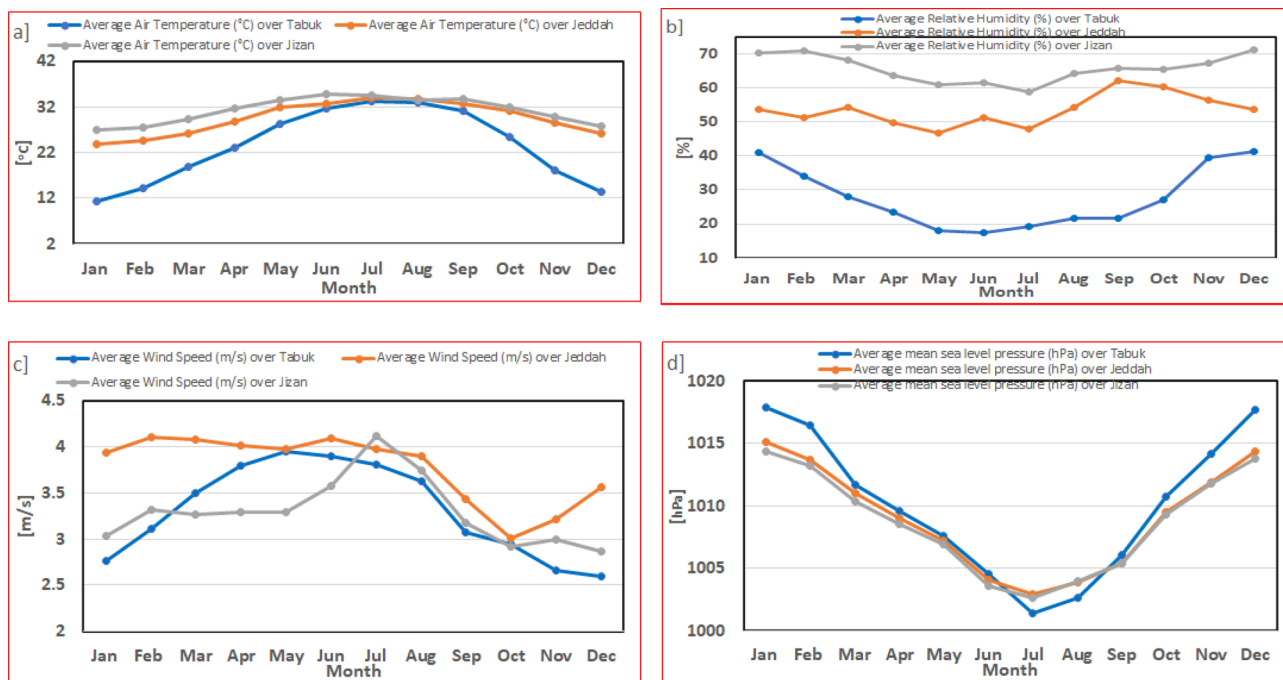 a]
Average Air Temperature (°C) over Tabuk
Average Air Temperature (°C) over Jeddah
Average Air Temperature (°C) over Jizan
42
32
22
12
2
[°C]
Jan Feb Mar Apr May Jun Jul Aug Sep Oct Nov Dec
Month
b]
Average Relative Humidity (%) over Tabuk
Average Relative Humidity (%) over Jeddah
Average Relative Humidity (%) over Jizan
70
60
50
40
30
20
10
[%]
Jan Feb Mar Apr May Jun Jul Aug Sep Oct Nov Dec
Month
c]
Average Wind Speed (m/s) over Tabuk
Average Wind Speed (m/s) over Jeddah
Average Wind Speed (m/s) over Jizan
4.5
4
3.5
3
2.5
2
[m/s]
Jan Feb Mar Apr May Jun Jul Aug Sep Oct Nov Dec
Month
d]
Average mean sea level pressure (hPa) over Tabuk
Average mean sea level pressure (hPa) over Jeddah
Average mean sea level pressure (hPa) over Jizan
1020
1015
1010
1005
1000
[hPa]
Jan Feb Mar Apr May Jun Jul Aug Sep Oct Nov Dec
Month